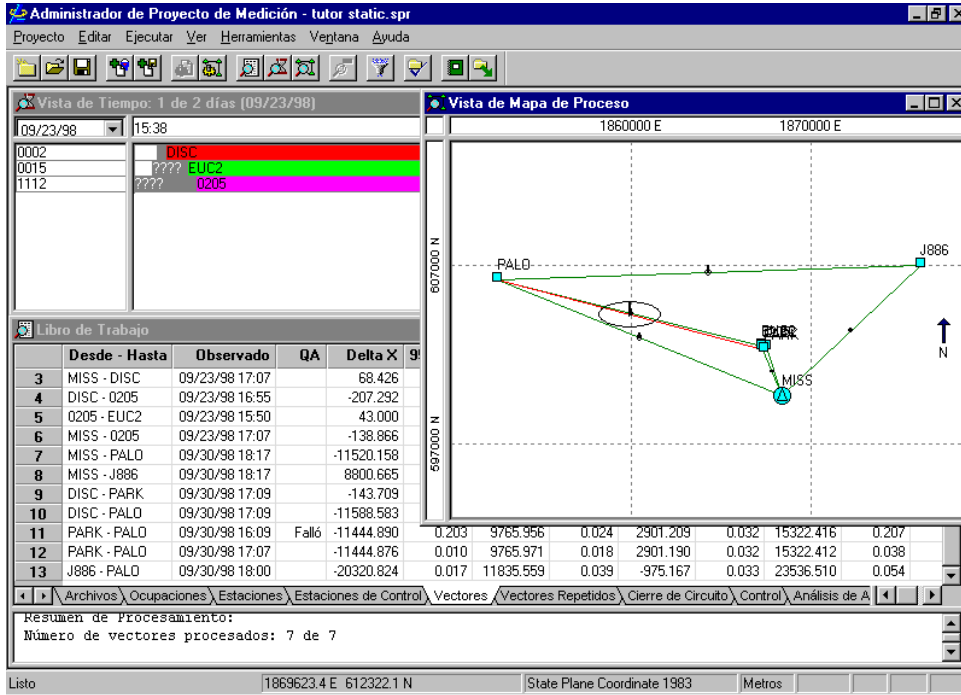 Administrador de Proyecto de Medición - tutor static.spr
Proyecto Editar Ejecutar Ver Herramientas Ventana Ayuda
Vista de Tiempo: 1 de 2 días (09/23/98)
09/23/98 15:38
0002 DISC
0015 ???? EUC2
1112 ???? 0205
Vista de Mapa de Proceso
1860000 E 1870000 E
607000 N
597000 N
PALO
J886
PARK
MISS
N
Libro de Trabajo
Desde - Hasta Observado QA Delta X
3 MISS - DISC 09/23/98 17:07 68.426
4 DISC - 0205 09/23/98 16:55 -207.292
5 0205 - EUC2 09/23/98 15:50 43.000
6 MISS - 0205 09/23/98 17:07 -138.866
7 MISS - PALO 09/30/98 18:17 -11520.158
8 MISS - J886 09/30/98 18:17 8800.665
9 DISC - PARK 09/30/98 17:09 -143.709
10 DISC - PALO 09/30/98 17:09 -11588.583
11 PARK - PALO 09/30/98 16:09 Falló -11444.890 0.203 9765.956 0.024 2901.209 0.032 15322.416 0.207
12 PARK - PALO 09/30/98 17:07 -11444.876 0.010 9765.971 0.018 2901.190 0.032 15322.412 0.038
13 J886 - PALO 09/30/98 18:00 -20320.824 0.017 11835.559 0.039 -975.167 0.033 23536.510 0.054
Archivos Ocupaciones Estaciones Estaciones de Control Vectores Vectores Repetidos Cierre de Circuito Control Análisis de A
Resumen de Procesamiento:
Número de vectores procesados: 7 de 7
Listo 1869623.4 E 612322.1 N State Plane Coordinate 1983 Metros